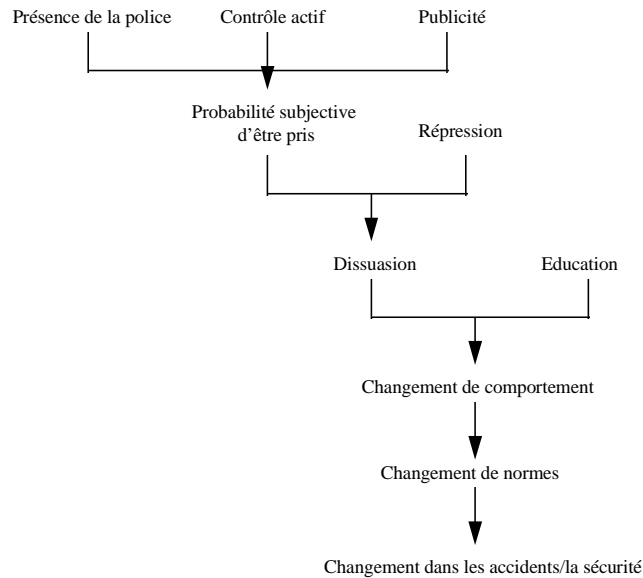 Présence de la police
Contrôle actif
Publicité
Probabilité subjective
d'être pris
Répression
Dissuasion
Education
Changement de comportement
Changement de normes
Changement dans les accidents/la sécurité